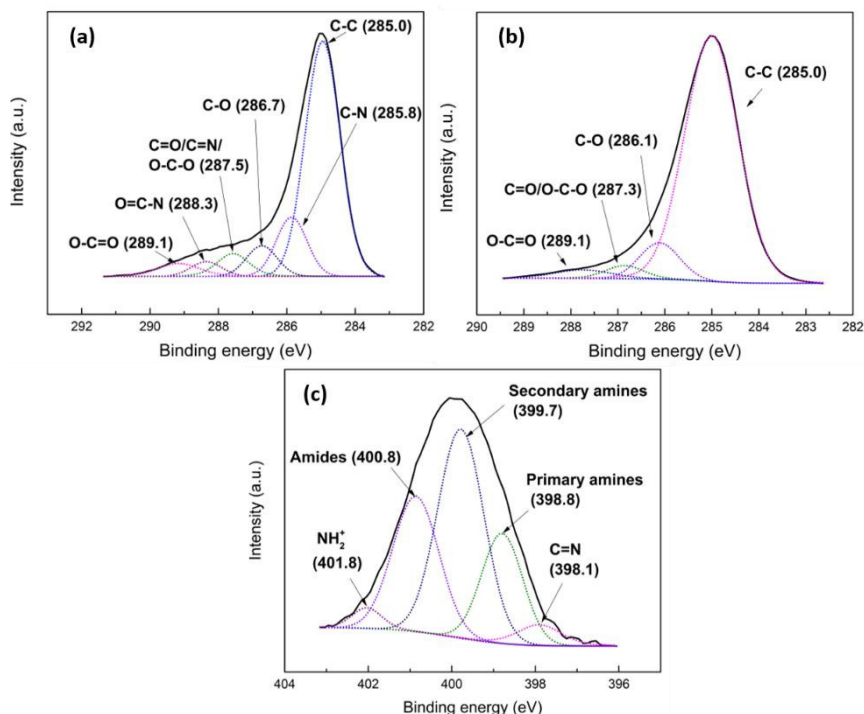 (a)
C-C (285.0)
C-O (286.7)
C-N (285.8)
C=O/C=N/
O-C-O (287.5)
O=C-N (288.3)
O-C=O (289.1)
Intensity (a.u.)
292 290 288 286 284 282
Binding energy (eV)
(b)
C-C (285.0)
C-O (286.1)
C=O/O-C-O
(287.3)
O-C=O (289.1)
Intensity (a.u.)
290 289 288 287 286 285 284 283 282
Binding energy (eV)
(c)
Secondary amines
(399.7)
Amides (400.8)
Primary amines
(398.8)
NH₂⁺
(401.8)
C=N
(398.1)
Intensity (a.u.)
404 402 400 398 396
Binding energy (eV)